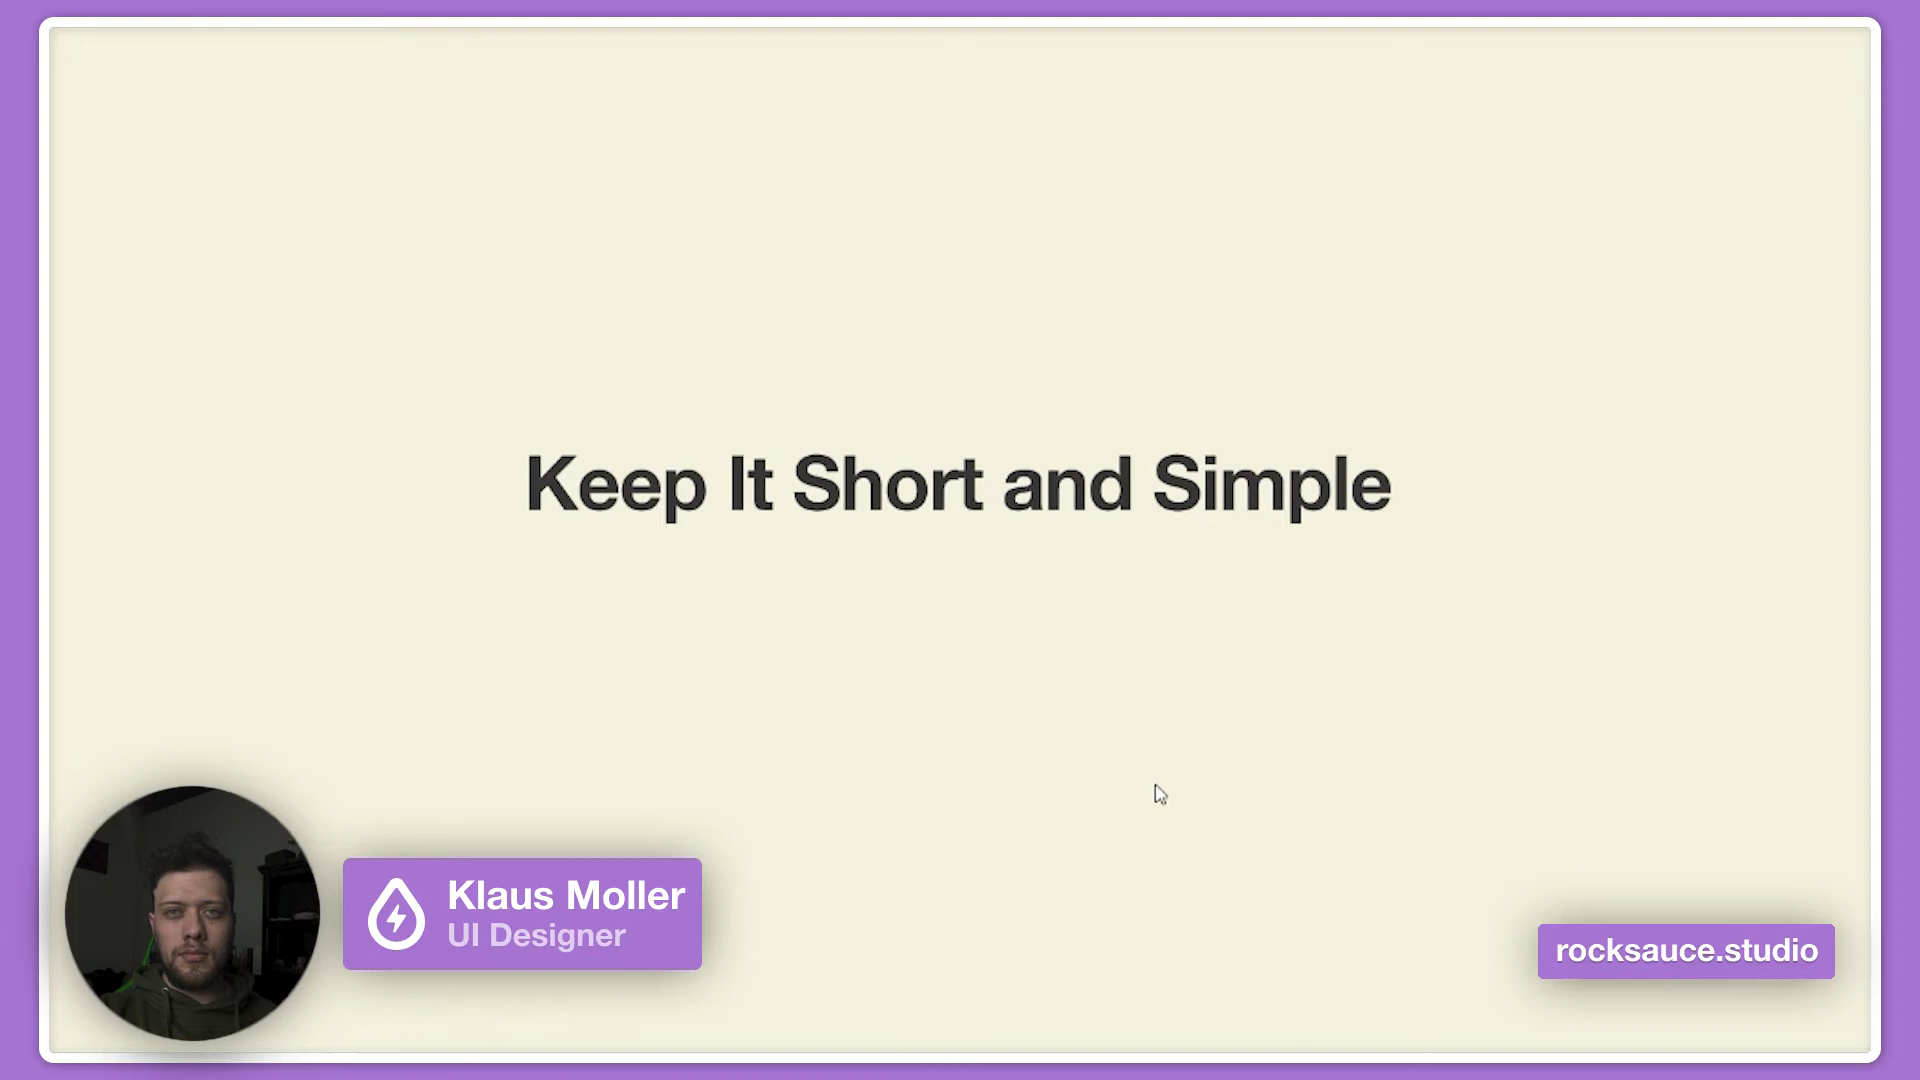 Keep It Short and Simple
Klaus Moller
UI Designer
rocksauce.studio